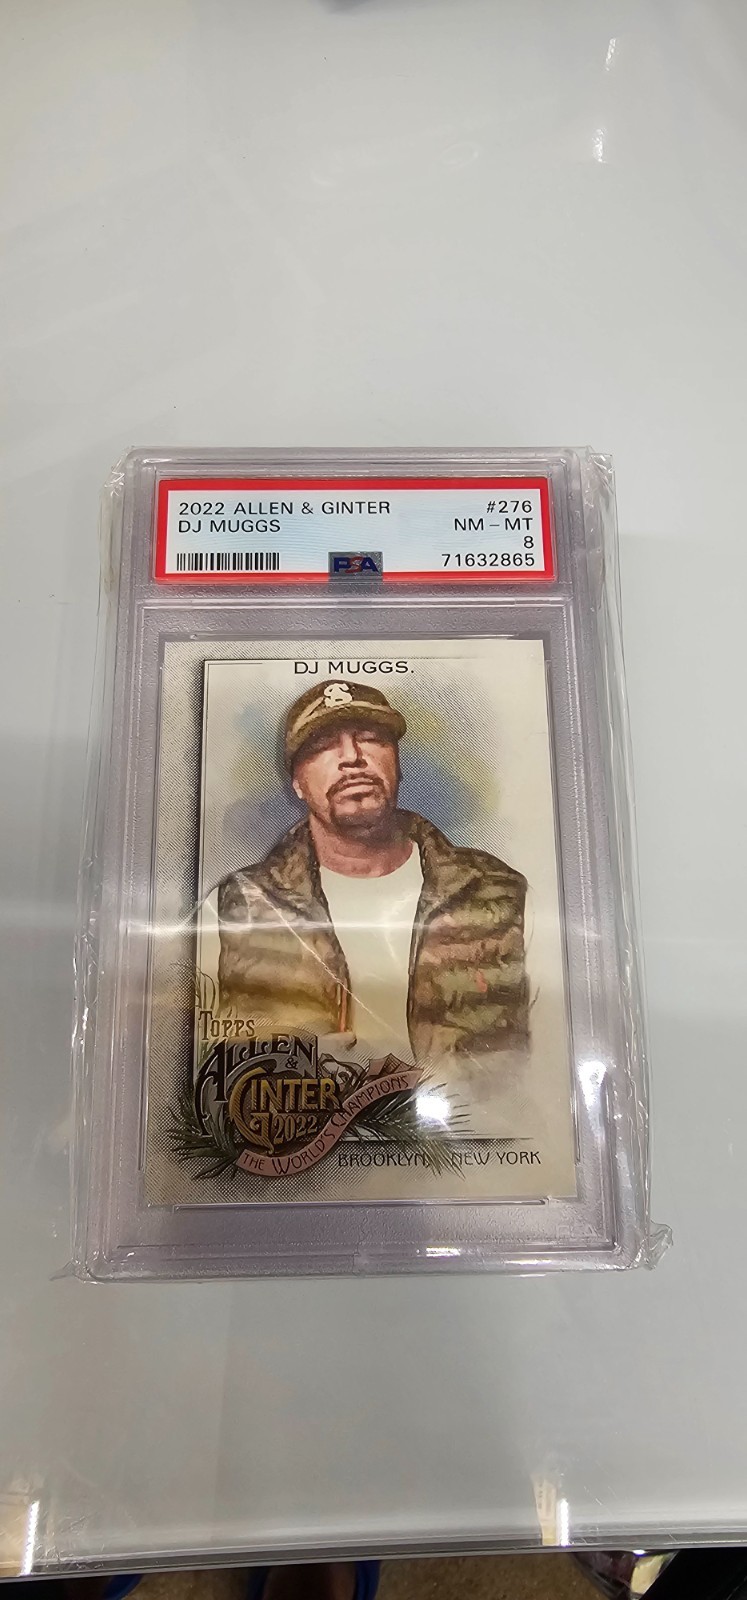 2022 ALLEN & GINTER #276
DJ MUGGS NM - MT
8
PSA 71632865
DJ MUGGS.
S
TOPPS
ALLEN
&
GINTER
2022
THE WORLD'S CHAMPIONS
BROOKLYN, NEW YORK